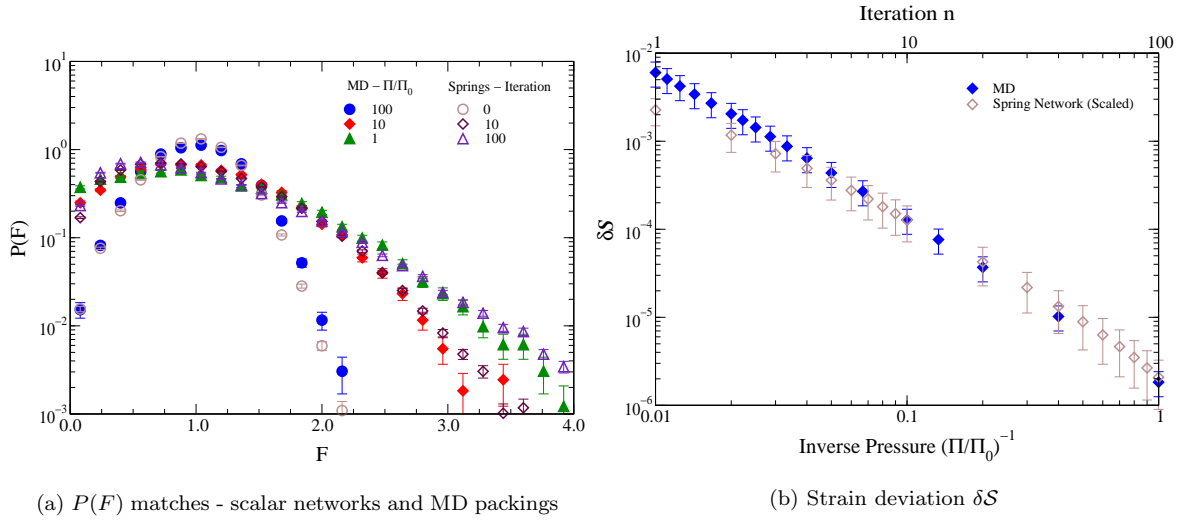 10^1
10^0
10^-1
10^-2
10^-3
P(F)
MD – Π/Π_0
100
10
1
Springs – Iteration
0
10
100
0.0 1.0 2.0 3.0 4.0
F
(a) P(F) matches - scalar networks and MD packings
Iteration n
1 10 100
10^-2
10^-3
10^-4
10^-5
10^-6
δS
MD
Spring Network (Scaled)
0.01 0.1 1
Inverse Pressure (Π/Π_0)^-1
(b) Strain deviation δS